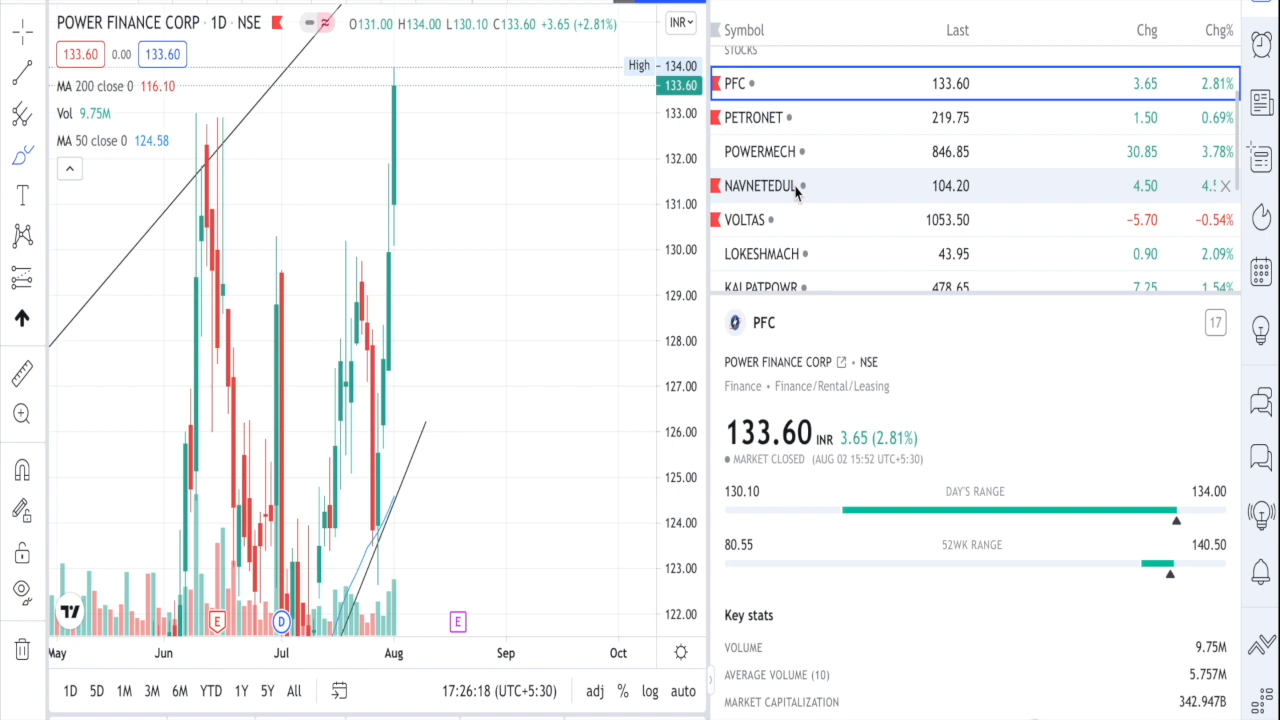 POWER FINANCE CORP · 1D · NSE O131.00 H134.00 L130.10 C133.60 +3.65 (+2.81%)
INR
133.60 0.00 133.60
MA 200 close 0 116.10
Vol 9.75M
MA 50 close 0 124.58
High 134.00
133.60
133.00
132.00
131.00
130.00
129.00
128.00
127.00
126.00
125.00
124.00
123.00
122.00
E D E
May Jun Jul Aug Sep Oct
1D 5D 1M 3M 6M YTD 1Y 5Y All 17:26:18 (UTC+5:30) adj % log auto
Symbol Last Chg Chg%
STOCKS
PFC 133.60 3.65 2.81%
PETRONET 219.75 1.50 0.69%
POWERMECH 846.85 30.85 3.78%
NAVNETEDUL 104.20 4.50
VOLTAS 1053.50 −5.70 −0.54%
LOKESHMACH 43.95 0.90 2.09%
KALPATPOWR 478.65 7.25 1.54%
PFC
17
POWER FINANCE CORP · NSE
Finance • Finance/Rental/Leasing
133.60 INR 3.65 (2.81%)
MARKET CLOSED (AUG 02 15:52 UTC+5:30)
130.10 DAY'S RANGE 134.00
80.55 52WK RANGE 140.50
Key stats
VOLUME 9.75M
AVERAGE VOLUME (10) 5.757M
MARKET CAPITALIZATION 342.947B